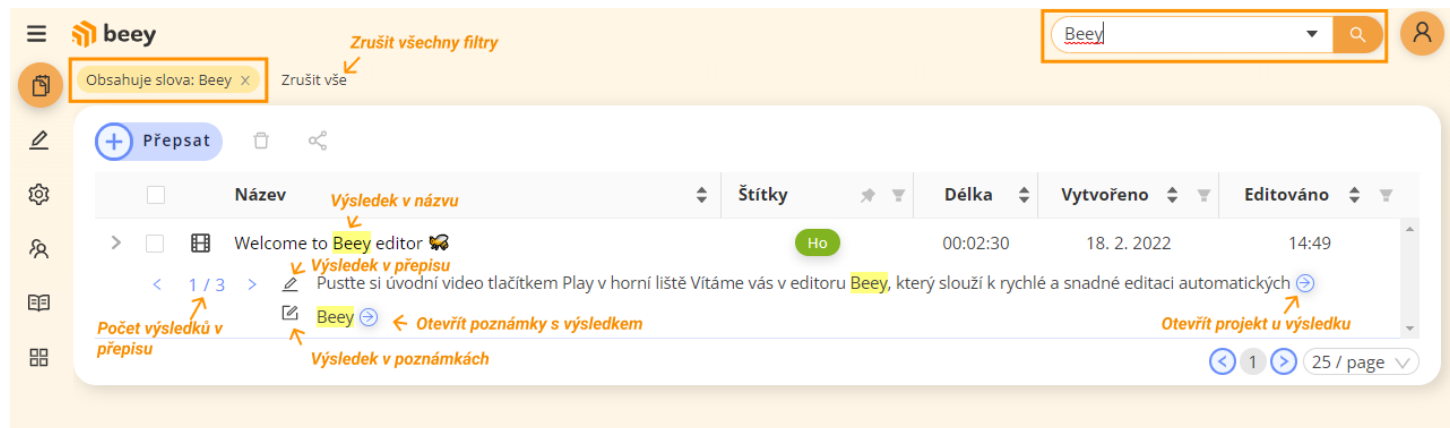 beey
Zrušit všechny filtry
Beey
Obsahuje slova: Beey ×
Zrušit vše
Přepsat
Název
Štítky
Délka
Vytvořeno
Editováno
Výsledek v názvu
Welcome to Beey editor
Ho
00:02:30
18. 2. 2022
14:49
Výsledek v přepisu
< 1 / 3 >
Pusťte si úvodní video tlačítkem Play v horní liště Vítáme vás v editoru Beey, který slouží k rychlé a snadné editaci automatických
Beey
Otevřít poznámky s výsledkem
Otevřít projekt u výsledku
Počet výsledků v
přepisu
Výsledek v poznámkách
< 1 >
25 / page